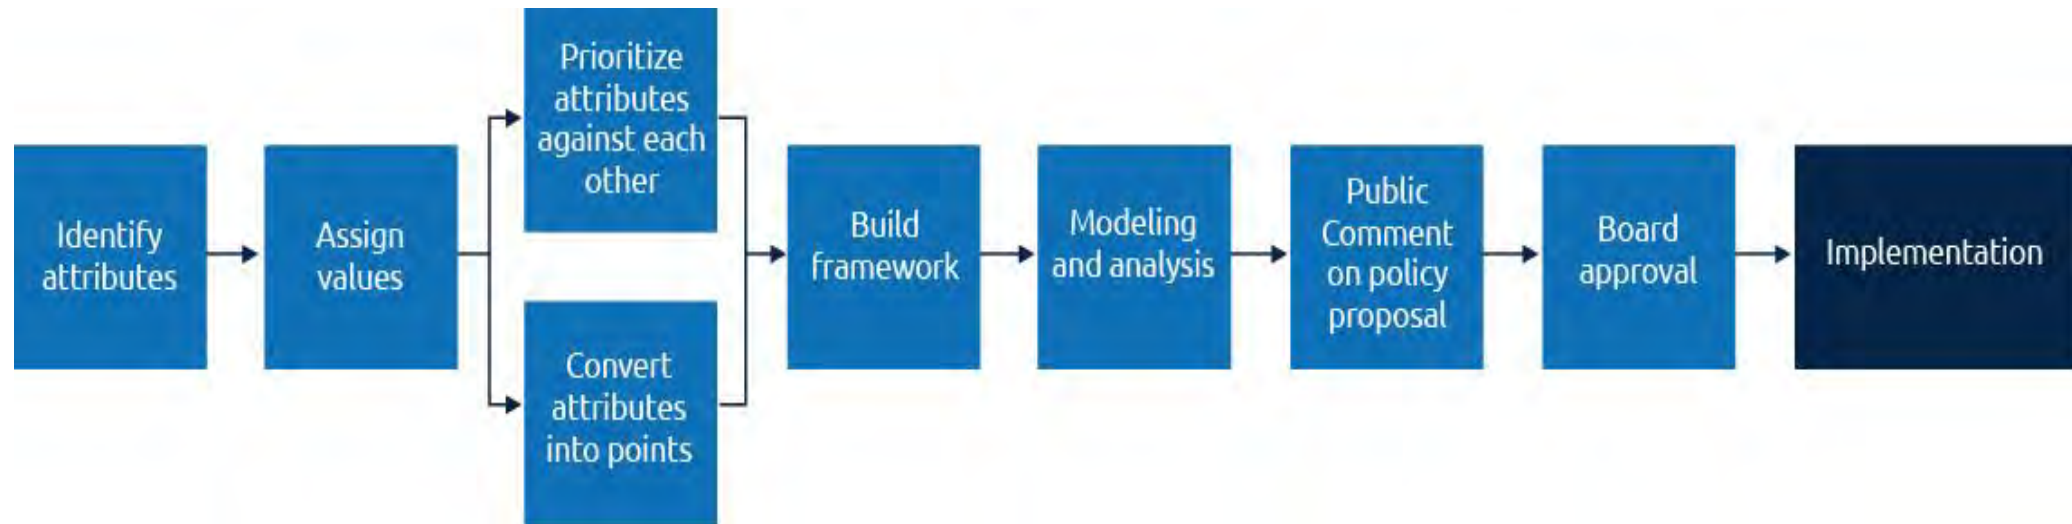 Identify
attributes
Assign
values
Prioritize
attributes
against each
other
Convert
attributes
into points
Build
framework
Modeling
and analysis
Public
Comment
on policy
proposal
Board
approval
Implementation